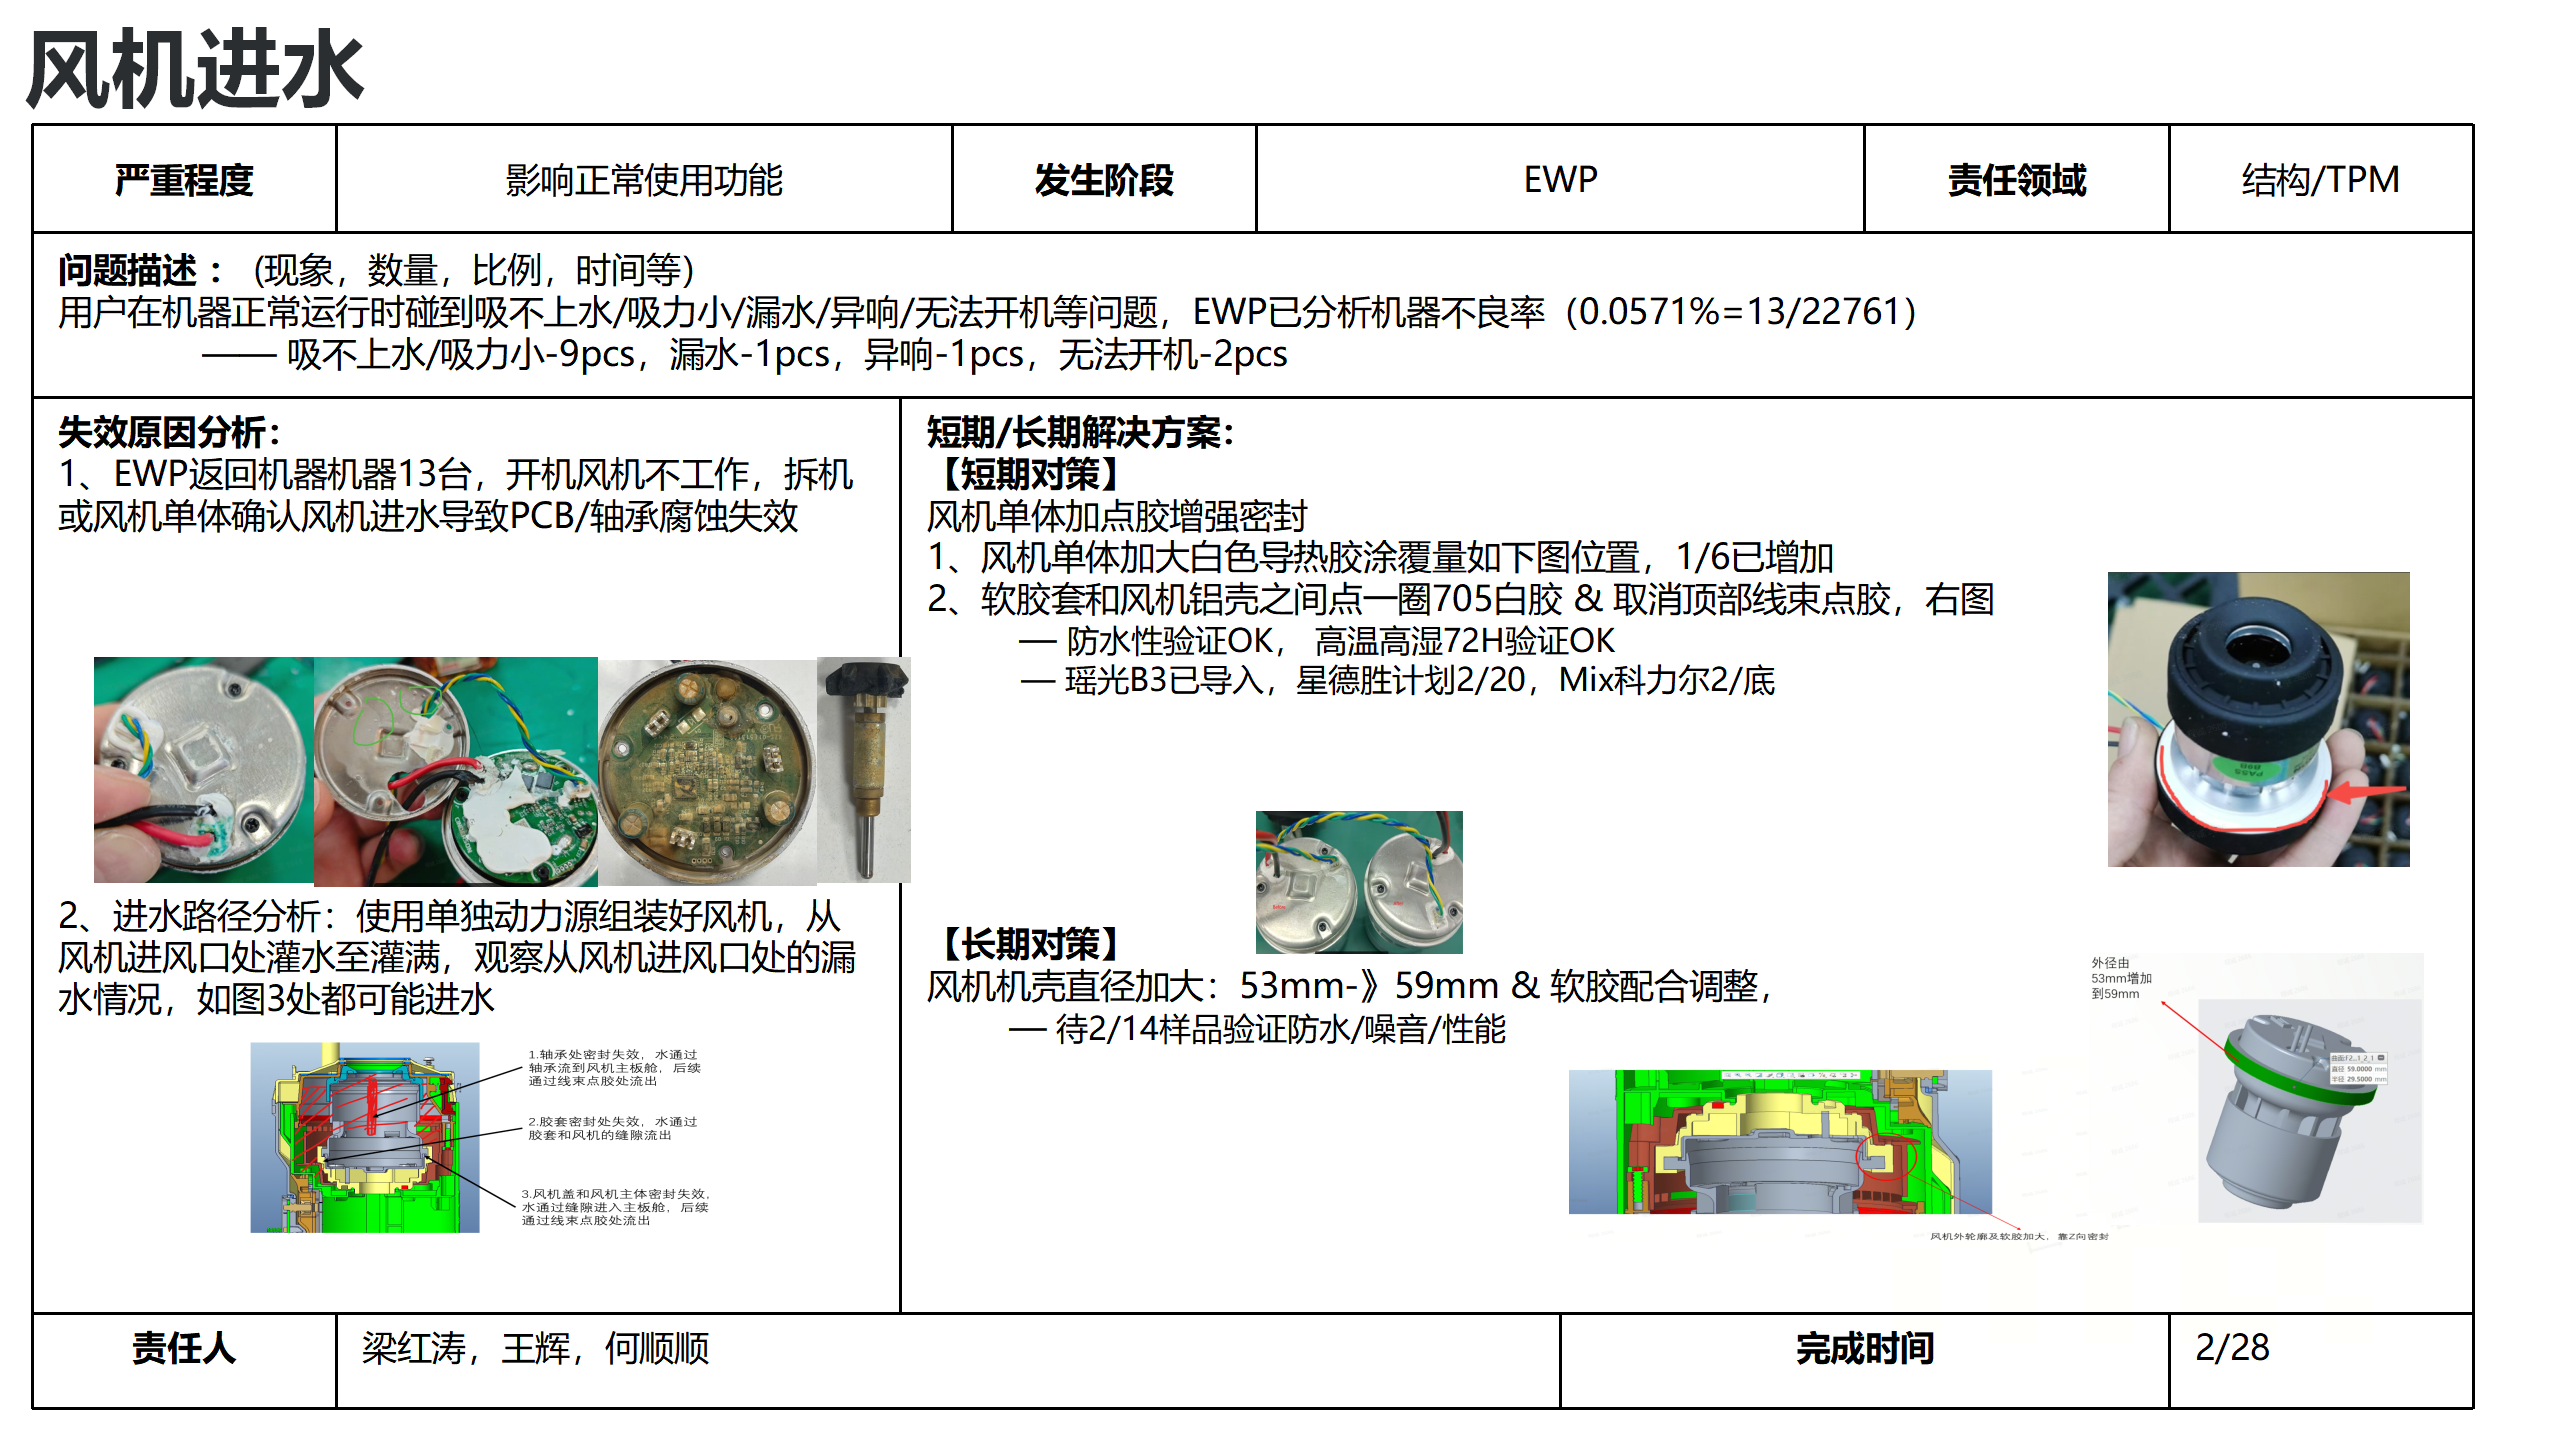 风机进水
严重程度
影响正常使用功能
发生阶段
EWP
责任领域
结构/TPM
问题描述 ： (现象，数量，比例，时间等)
用户在机器正常运行时碰到吸不上水/吸力小/漏水/异响/无法开机等问题，EWP已分析机器不良率（0.0571%=13/22761）
—— 吸不上水/吸力小-9pcs，漏水-1pcs，异响-1pcs，无法开机-2pcs
失效原因分析：
1、EWP返回机器机器13台，开机风机不工作，拆机
或风机单体确认风机进水导致PCB/轴承腐蚀失效
2、进水路径分析：使用单独动力源组装好风机，从
风机进风口处灌水至灌满，观察从风机进风口处的漏
水情况，如图3处都可能进水
1.轴承处密封失效，水通过
轴承流到风机主板舱，后续
通过线束点胶处流出
2.胶套密封处失效，水通过
胶套和风机的缝隙流出
3.风机盖和风机主体密封失效，
水通过缝隙进入主板舱，后续
通过线束点胶处流出
短期/长期解决方案：
【短期对策】
风机单体加点胶增强密封
1、风机单体加大白色导热胶涂覆量如下图位置，1/6已增加
2、软胶套和风机铝壳之间点一圈705白胶 & 取消顶部线束点胶，右图
— 防水性验证OK， 高温高湿72H验证OK
— 瑶光B3已导入，星德胜计划2/20，Mix科力尔2/底
PASS
【长期对策】
风机机壳直径加大：53mm-》59mm & 软胶配合调整，
— 待2/14样品验证防水/噪音/性能
外径由
53mm增加
到59mm
直径 59.0000 mm
半径 29.5000 mm
风机外轮廓及软胶加大，靠Z向密封
责任人
梁红涛，王辉，何顺顺
完成时间
2/28